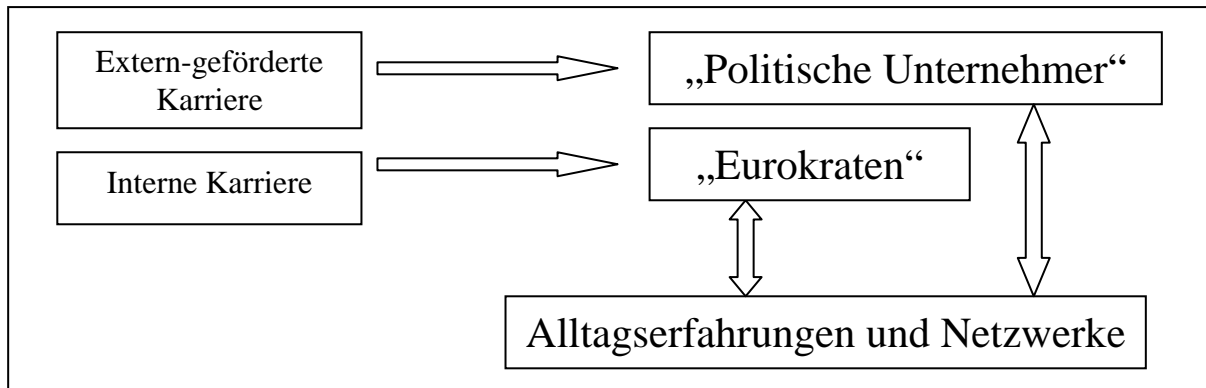 Extern-geförderte
Karriere
„Politische Unternehmer“
Interne Karriere
„Eurokraten“
Alltagserfahrungen und Netzwerke